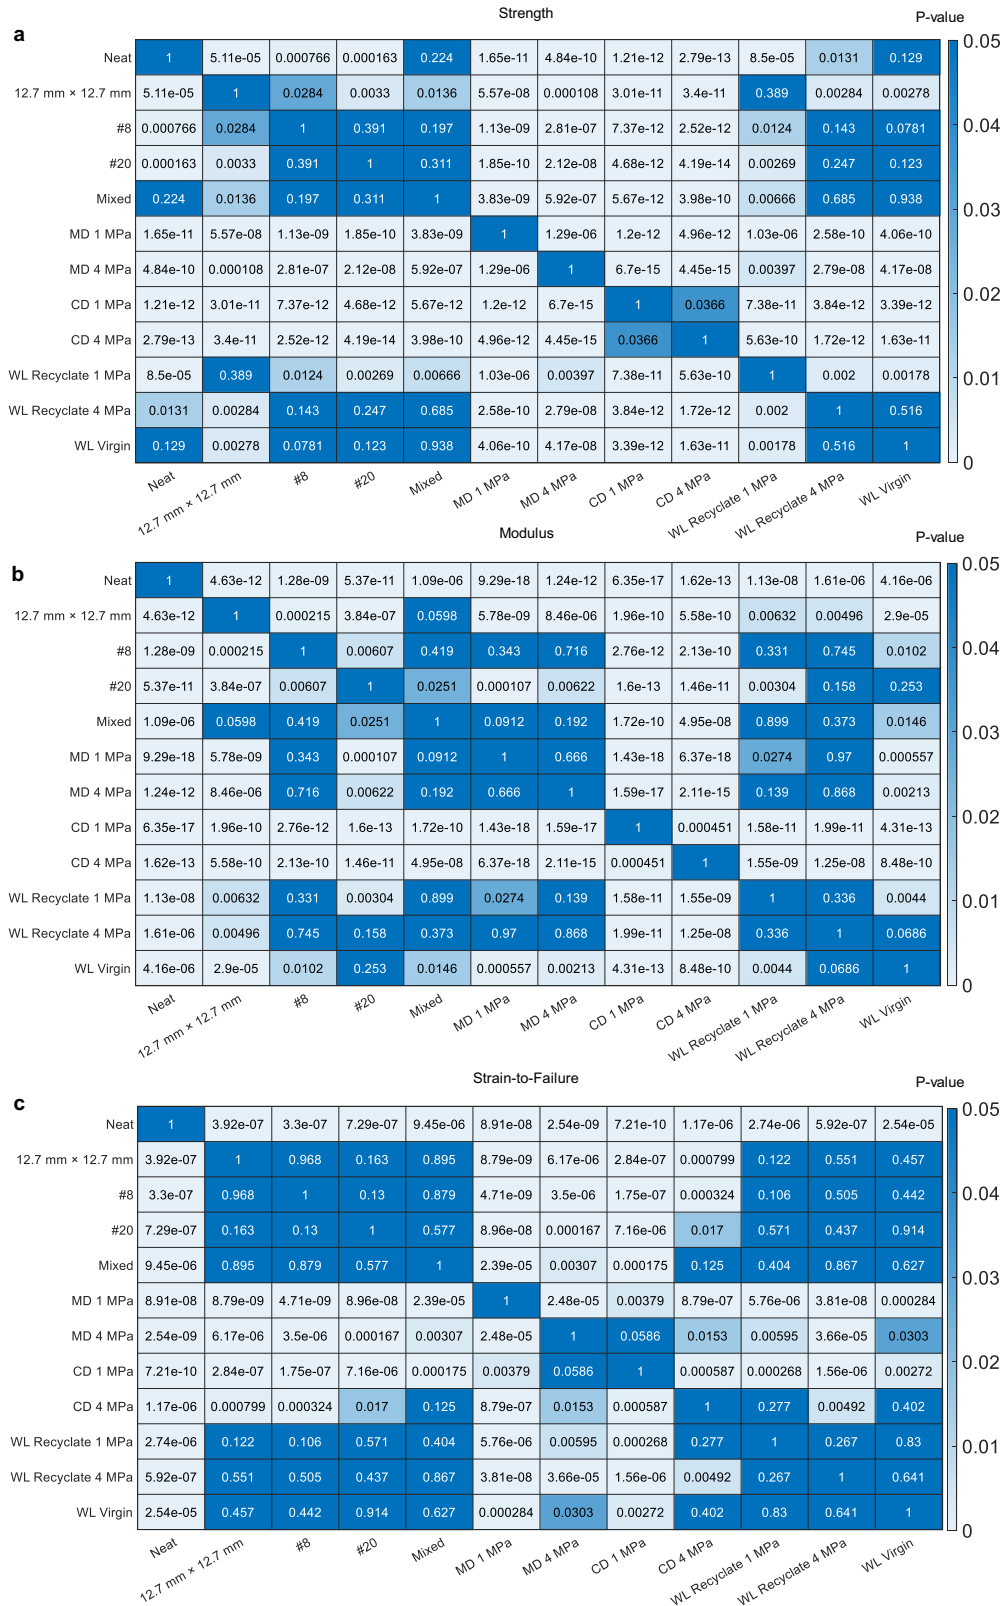 Strength
a
P-value
Neat 1 5.11e-05 0.000766 0.000163 0.224 1.65e-11 4.84e-10 1.21e-12 2.79e-13 8.5e-05 0.0131 0.129
12.7 mm × 12.7 mm 5.11e-05 1 0.0284 0.0033 0.0136 5.57e-08 0.000108 3.01e-11 3.4e-11 0.389 0.00284 0.00278
#8 0.000766 0.0284 1 0.391 0.197 1.13e-09 2.81e-07 7.37e-12 2.52e-12 0.0124 0.143 0.0781
#20 0.000163 0.0033 0.391 1 0.311 1.85e-10 2.12e-08 4.68e-12 4.19e-14 0.00269 0.247 0.123
Mixed 0.224 0.0136 0.197 0.311 1 3.83e-09 5.92e-07 5.67e-12 3.98e-10 0.00666 0.685 0.938
MD 1 MPa 1.65e-11 5.57e-08 1.13e-09 1.85e-10 3.83e-09 1 1.29e-06 1.2e-12 4.96e-12 1.03e-06 2.58e-10 4.06e-10
MD 4 MPa 4.84e-10 0.000108 2.81e-07 2.12e-08 5.92e-07 1.29e-06 1 6.7e-15 4.45e-15 0.00397 2.79e-08 4.17e-08
CD 1 MPa 1.21e-12 3.01e-11 7.37e-12 4.68e-12 5.67e-12 1.2e-12 6.7e-15 1 0.0366 7.38e-11 3.84e-12 3.39e-12
CD 4 MPa 2.79e-13 3.4e-11 2.52e-12 4.19e-14 3.98e-10 4.96e-12 4.45e-15 0.0366 1 5.63e-10 1.72e-12 1.63e-11
WL Recyclate 1 MPa 8.5e-05 0.389 0.0124 0.00269 0.00666 1.03e-06 0.00397 7.38e-11 5.63e-10 1 0.002 0.00178
WL Recyclate 4 MPa 0.0131 0.00284 0.143 0.247 0.685 2.58e-10 2.79e-08 3.84e-12 1.72e-12 0.002 1 0.516
WL Virgin 0.129 0.00278 0.0781 0.123 0.938 4.06e-10 4.17e-08 3.39e-12 1.63e-11 0.00178 0.516 1
Neat 12.7 mm × 12.7 mm #8 #20 Mixed MD 1 MPa MD 4 MPa CD 1 MPa CD 4 MPa WL Recyclate 1 MPa WL Recyclate 4 MPa WL Virgin
0.05
0.04
0.03
0.02
0.01
0
Modulus
b
P-value
Neat 1 4.63e-12 1.28e-09 5.37e-11 1.09e-06 9.29e-18 1.24e-12 6.35e-17 1.62e-13 1.13e-08 1.61e-06 4.16e-06
12.7 mm × 12.7 mm 4.63e-12 1 0.000215 3.84e-07 0.0598 5.78e-09 8.46e-06 1.96e-10 5.58e-10 0.00632 0.00496 2.9e-05
#8 1.28e-09 0.000215 1 0.00607 0.419 0.343 0.716 2.76e-12 2.13e-10 0.331 0.745 0.0102
#20 5.37e-11 3.84e-07 0.00607 1 0.0251 0.000107 0.00622 1.6e-13 1.46e-11 0.00304 0.158 0.253
Mixed 1.09e-06 0.0598 0.419 0.0251 1 0.0912 0.192 1.72e-10 4.95e-08 0.899 0.373 0.0146
MD 1 MPa 9.29e-18 5.78e-09 0.343 0.000107 0.0912 1 0.666 1.43e-18 6.37e-18 0.0274 0.97 0.000557
MD 4 MPa 1.24e-12 8.46e-06 0.716 0.00622 0.192 0.666 1 1.59e-17 2.11e-15 0.139 0.868 0.00213
CD 1 MPa 6.35e-17 1.96e-10 2.76e-12 1.6e-13 1.72e-10 1.43e-18 1.59e-17 1 0.000451 1.58e-11 1.99e-11 4.31e-13
CD 4 MPa 1.62e-13 5.58e-10 2.13e-10 1.46e-11 4.95e-08 6.37e-18 2.11e-15 0.000451 1 1.55e-09 1.25e-08 8.48e-10
WL Recyclate 1 MPa 1.13e-08 0.00632 0.331 0.00304 0.899 0.0274 0.139 1.58e-11 1.55e-09 1 0.336 0.0044
WL Recyclate 4 MPa 1.61e-06 0.00496 0.745 0.158 0.373 0.97 0.868 1.99e-11 1.25e-08 0.336 1 0.0686
WL Virgin 4.16e-06 2.9e-05 0.0102 0.253 0.0146 0.000557 0.00213 4.31e-13 8.48e-10 0.0044 0.0686 1
Neat 12.7 mm × 12.7 mm #8 #20 Mixed MD 1 MPa MD 4 MPa CD 1 MPa CD 4 MPa WL Recyclate 1 MPa WL Recyclate 4 MPa WL Virgin
0.05
0.04
0.03
0.02
0.01
0
Strain-to-Failure
c
P-value
Neat 1 3.92e-07 3.3e-07 7.29e-07 9.45e-06 8.91e-08 2.54e-09 7.21e-10 1.17e-06 2.74e-06 5.92e-07 2.54e-05
12.7 mm × 12.7 mm 3.92e-07 1 0.968 0.163 0.895 8.79e-09 6.17e-06 2.84e-07 0.000799 0.122 0.551 0.457
#8 3.3e-07 0.968 1 0.13 0.879 4.71e-09 3.5e-06 1.75e-07 0.000324 0.106 0.505 0.442
#20 7.29e-07 0.163 0.13 1 0.577 8.96e-08 0.000167 7.16e-06 0.017 0.571 0.437 0.914
Mixed 9.45e-06 0.895 0.879 0.577 1 2.39e-05 0.00307 0.000175 0.125 0.404 0.867 0.627
MD 1 MPa 8.91e-08 8.79e-09 4.71e-09 8.96e-08 2.39e-05 1 2.48e-05 0.00379 8.79e-07 5.76e-06 3.81e-08 0.000284
MD 4 MPa 2.54e-09 6.17e-06 3.5e-06 0.000167 0.00307 2.48e-05 1 0.0586 0.0153 0.00595 3.66e-05 0.0303
CD 1 MPa 7.21e-10 2.84e-07 1.75e-07 7.16e-06 0.000175 0.00379 0.0586 1 0.000587 0.000268 1.56e-06 0.00272
CD 4 MPa 1.17e-06 0.000799 0.000324 0.017 0.125 8.79e-07 0.0153 0.000587 1 0.277 0.00492 0.402
WL Recyclate 1 MPa 2.74e-06 0.122 0.106 0.571 0.404 5.76e-06 0.00595 0.000268 0.277 1 0.267 0.83
WL Recyclate 4 MPa 5.92e-07 0.551 0.505 0.437 0.867 3.81e-08 3.66e-05 1.56e-06 0.00492 0.267 1 0.641
WL Virgin 2.54e-05 0.457 0.442 0.914 0.627 0.000284 0.0303 0.00272 0.402 0.83 0.641 1
Neat 12.7 mm × 12.7 mm #8 #20 Mixed MD 1 MPa MD 4 MPa CD 1 MPa CD 4 MPa WL Recyclate 1 MPa WL Recyclate 4 MPa WL Virgin
0.05
0.04
0.03
0.02
0.01
0